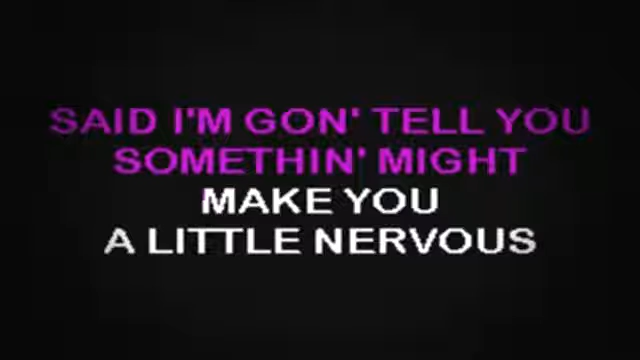 SAID I'M GON' TELL YOU
SOMETHIN' MIGHT
MAKE YOU
A LITTLE NERVOUS